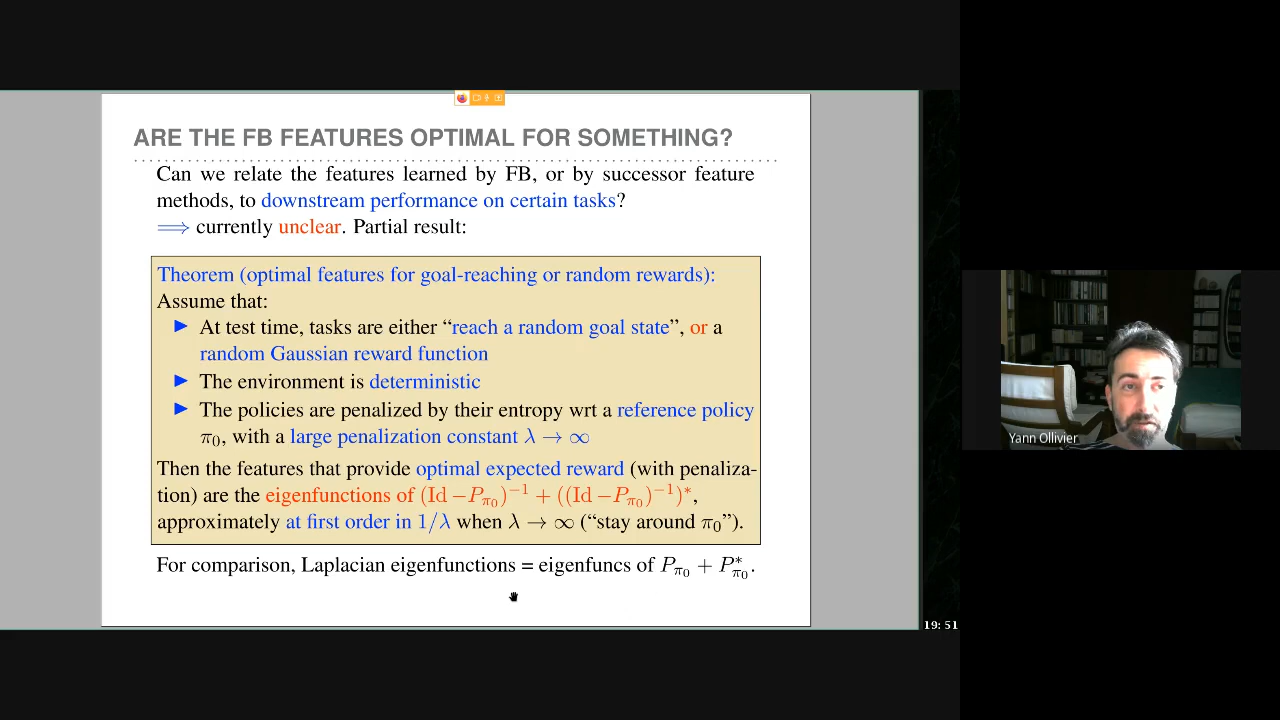 ARE THE FB FEATURES OPTIMAL FOR SOMETHING?
Can we relate the features learned by FB, or by successor feature
methods, to downstream performance on certain tasks?
⟹ currently unclear. Partial result:
Theorem (optimal features for goal-reaching or random rewards):
Assume that:
▶ At test time, tasks are either “reach a random goal state”, or a
random Gaussian reward function
▶ The environment is deterministic
▶ The policies are penalized by their entropy wrt a reference policy
π₀, with a large penalization constant λ → ∞
Then the features that provide optimal expected reward (with penaliza-
tion) are the eigenfunctions of (Id −P_{π₀})^{−1} + ((Id −P_{π₀})^{−1})^*,
approximately at first order in 1/λ when λ → ∞ (“stay around π₀”).
For comparison, Laplacian eigenfunctions = eigenfuncs of P_{π₀} + P^*_{π₀}.
Yann Ollivier
19:51